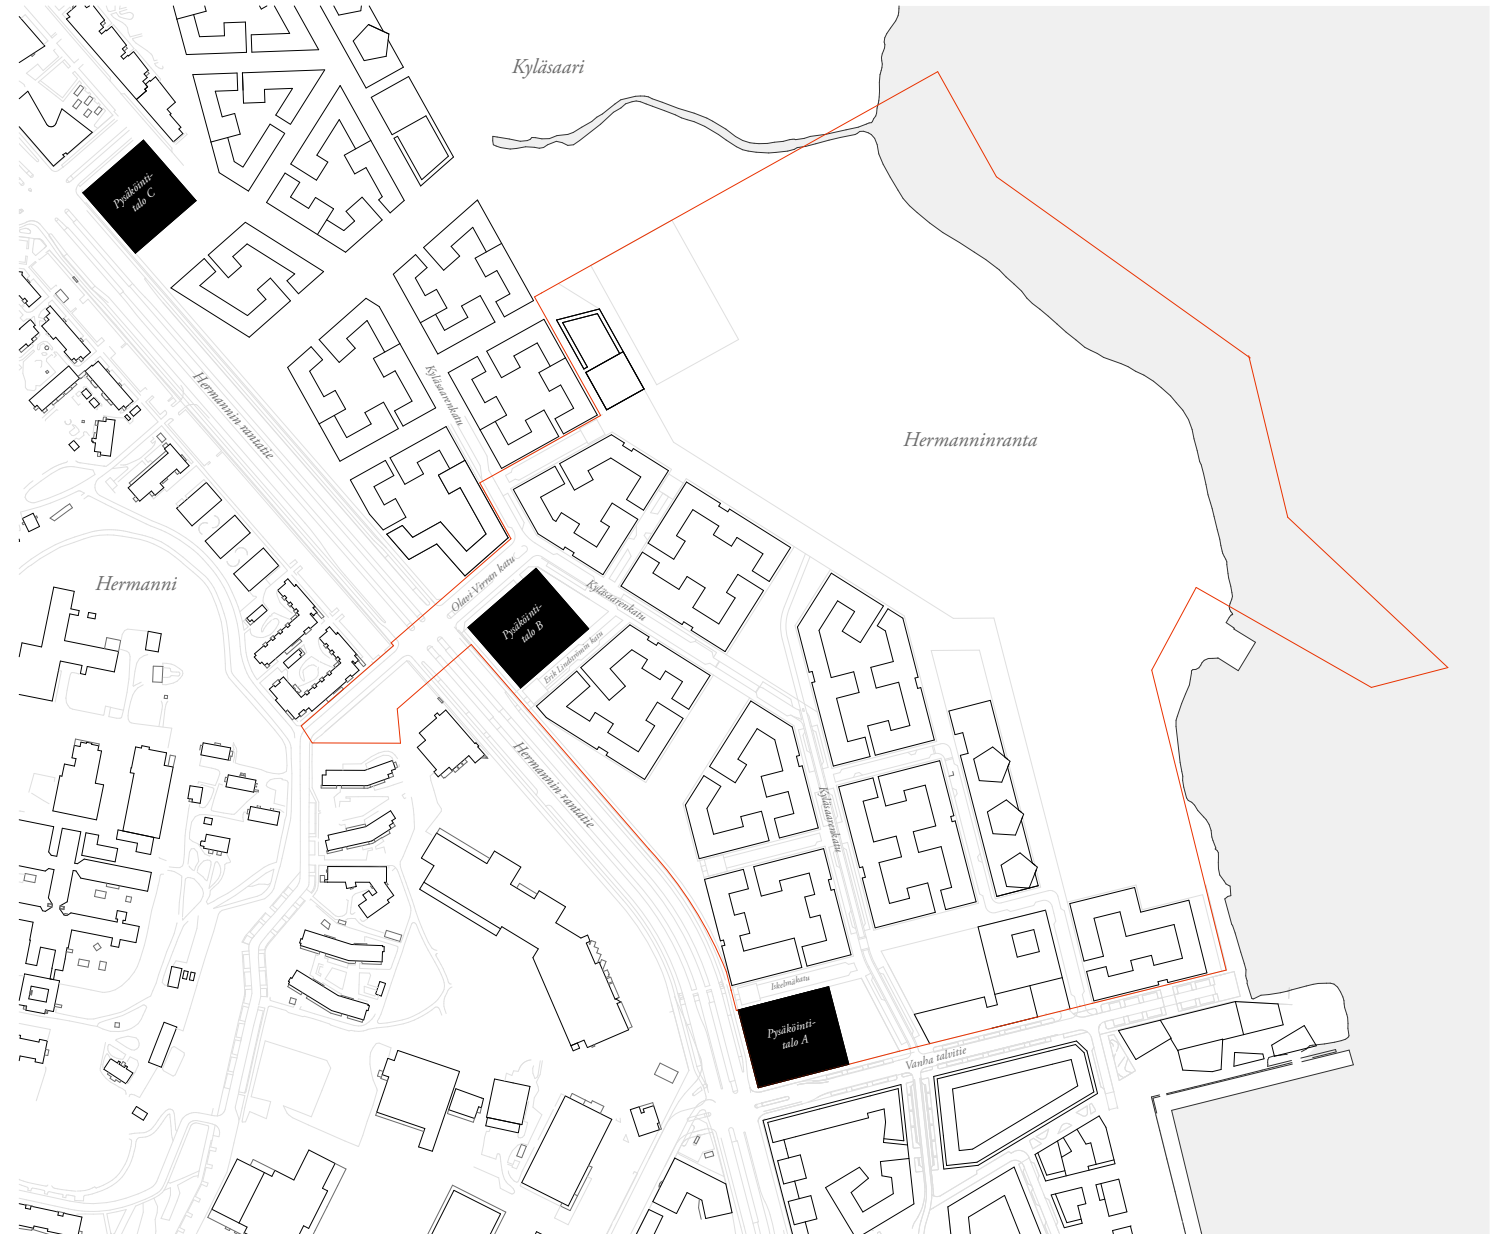 Kyläsaari
Pysäköinti-
talo C
Hermannin rantatie
Kyläsaarenkatu
Hermanninranta
Hermanni
Olavi Virran katu
Kyläsaarenkatu
Pysäköinti-
talo B
Erik Lindströmin katu
Hermannin rantatie
Kyläsaarenkatu
Iskelmäkatu
Pysäköinti-
talo A
Vanha talvitie